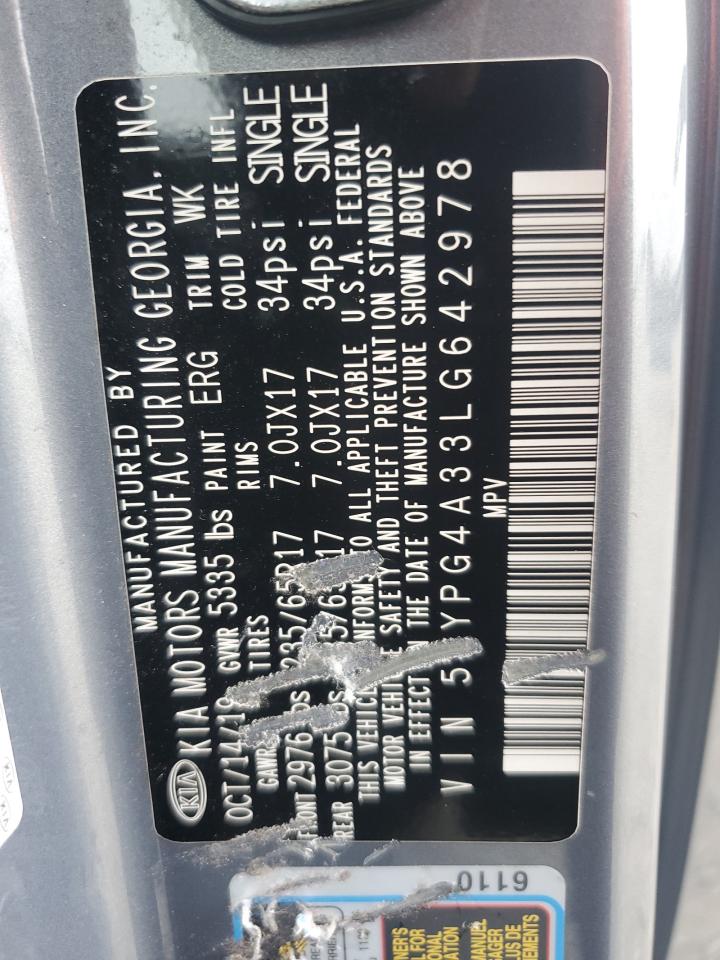 MANUFACTURED BY
KIA KIA MOTORS MANUFACTURING GEORGIA, INC.
OCT/14/19 GVWR 5335 lbs PAINT ERG TRIM WK
GAWR TIRES RIMS COLD TIRE INFL
FRONT 2976 lbs 235/65R17 7.0JX17 34psi SINGLE
REAR 3075 lbs 7.0JX17 34psi SINGLE
THIS VEHICLE CONFORMS TO ALL APPLICABLE U.S.A. FEDERAL
MOTOR VEHICLE SAFETY AND THEFT PREVENTION STANDARDS
IN EFFECT ON THE DATE OF MANUFACTURE SHOWN ABOVE
VIN 5XYPG4A33LG642978
MPV
6110